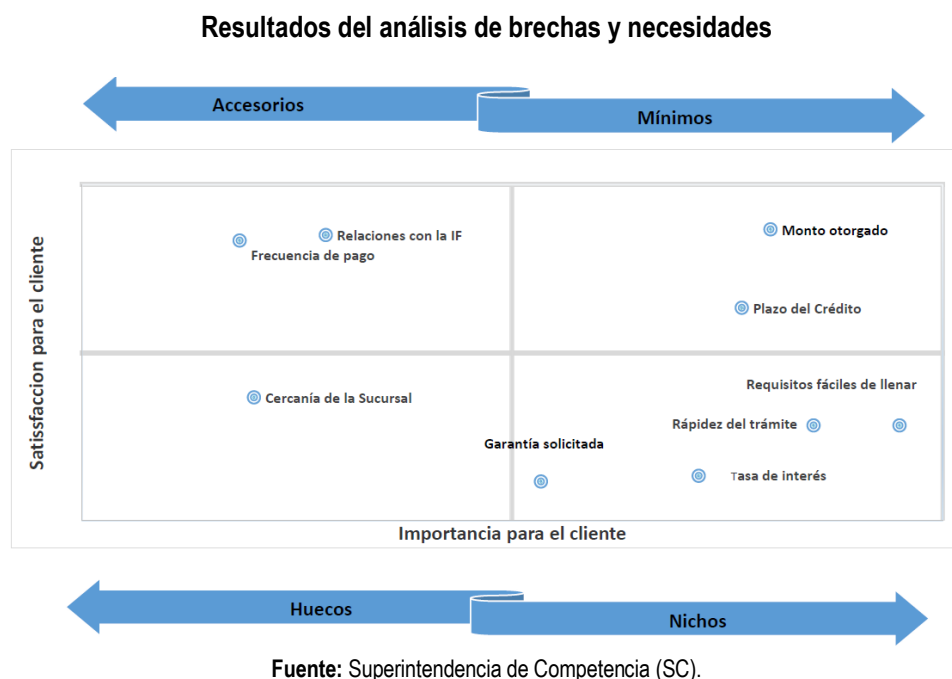 Resultados del análisis de brechas y necesidades
Accesorios
Mínimos
Satissfaccion para el cliente
Relaciones con la IF
Frecuencia de pago
Monto otorgado
Plazo del Crédito
Cercanía de la Sucursal
Requisitos fáciles de llenar
Rápidez del trámite
Garantía solicitada
Tasa de interés
Importancia para el cliente
Huecos
Nichos
Fuente: Superintendencia de Competencia (SC).